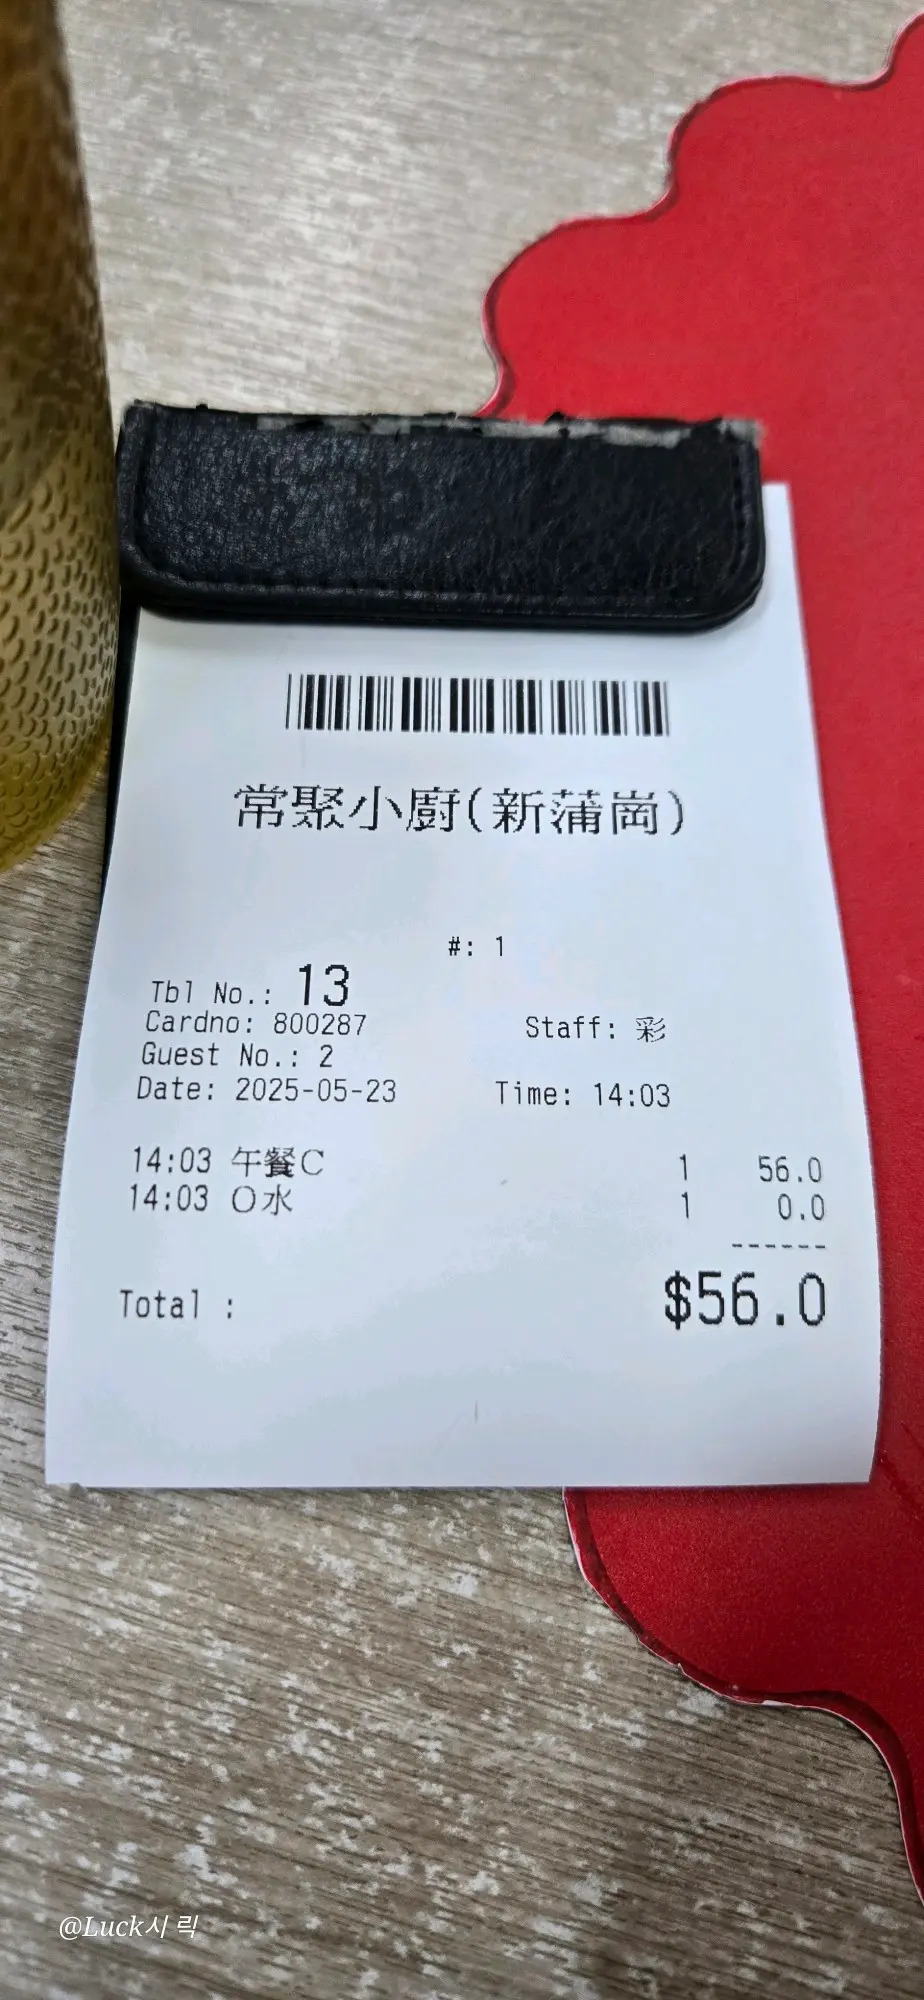 常聚小廚(新蒲崗)
#: 1
Tbl No.: 13
Cardno: 800287 Staff: 彩
Guest No.: 2
Date: 2025-05-23 Time: 14:03
14:03 午餐C 1 56.0
14:03 O水 1 0.0
------
Total : $56.0
@Luck시 릭